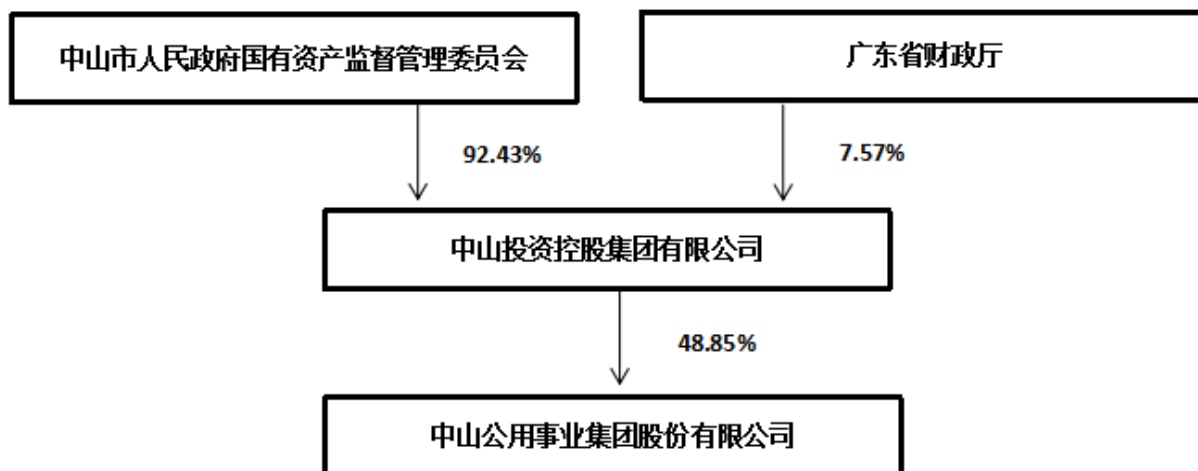 中山市人民政府国有资产监督管理委员会
广东省财政厅
92.43%
7.57%
中山投资控股集团有限公司
48.85%
中山公用事业集团股份有限公司